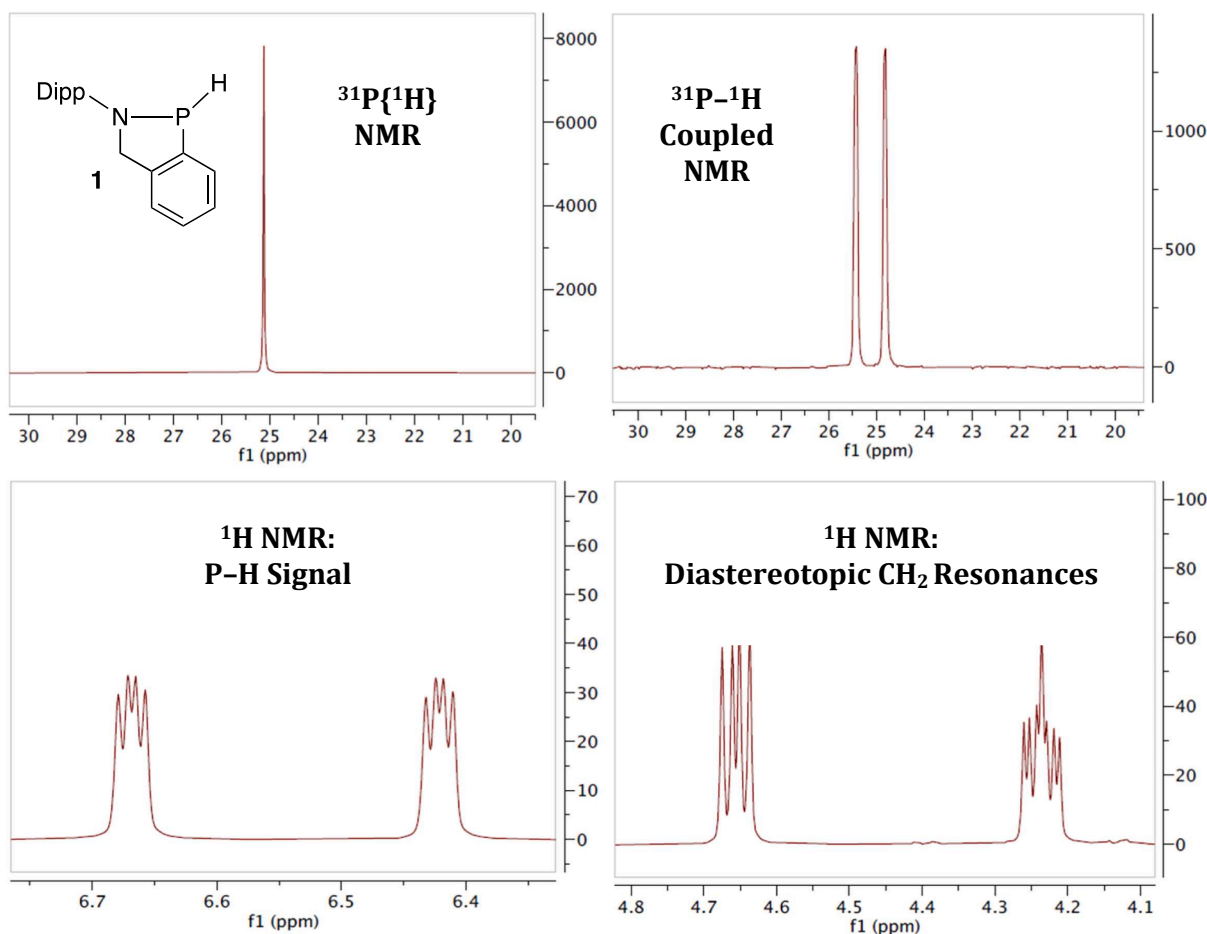 Dipp
N
P
H
1
³¹P{¹H}
NMR
8000
6000
4000
2000
0
30 29 28 27 26 25 24 23 22 21 20
f1 (ppm)
³¹P–¹H
Coupled
NMR
1000
500
0
30 29 28 27 26 25 24 23 22 21 20
f1 (ppm)
¹H NMR:
P–H Signal
70
60
50
40
30
20
10
0
6.7 6.6 6.5 6.4
f1 (ppm)
¹H NMR:
Diastereotopic CH₂ Resonances
100
80
60
40
20
0
4.8 4.7 4.6 4.5 4.4 4.3 4.2 4.1
f1 (ppm)